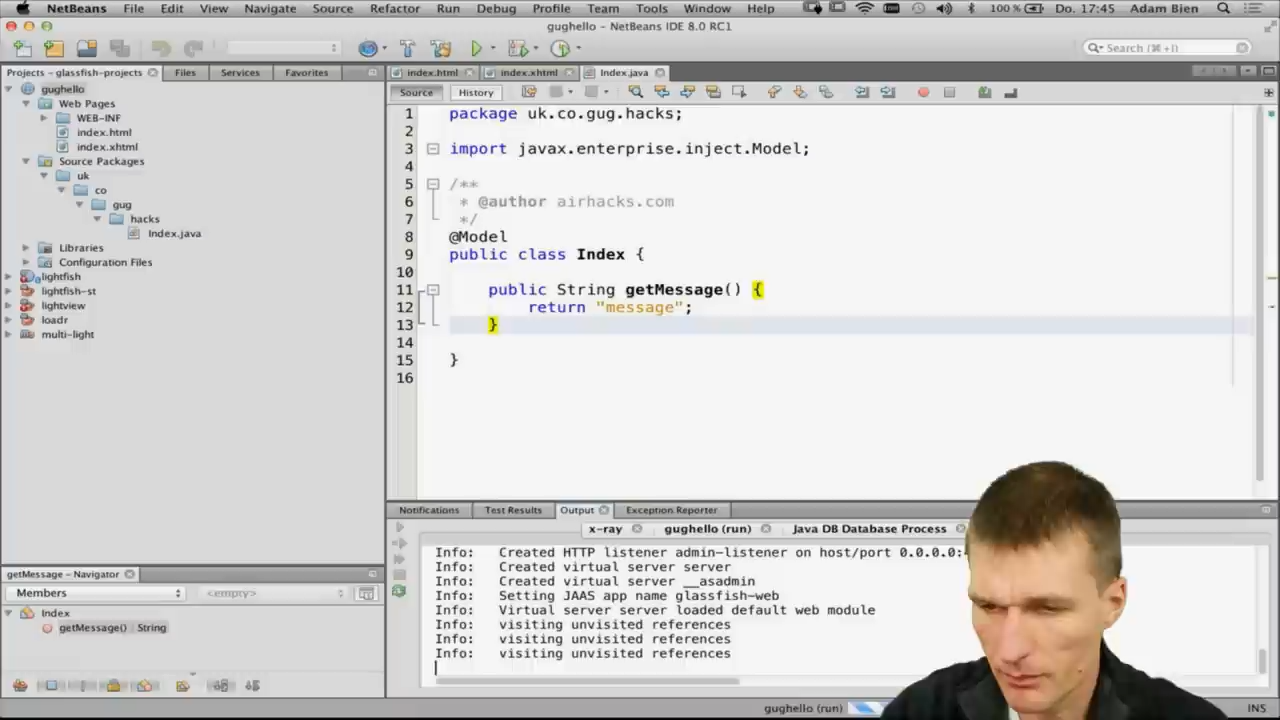 NetBeans File Edit View Navigate Source Refactor Run Debug Profile Team Tools Window Help 100 % Do. 17:45 Adam Bien
gughello – NetBeans IDE 8.0 RC1
Search (⌘+I)
Projects – glassfish-projects Files Services Favorites
index.html index.xhtml Index.java
Source History
gughello
Web Pages
WEB-INF
index.html
index.xhtml
Source Packages
uk
co
gug
hacks
Index.java
Libraries
Configuration Files
lightfish
lightfish-st
lightview
loadr
multi-light
1 package uk.co.gug.hacks;
2
3 import javax.enterprise.inject.Model;
4
5 /**
6 * @author airhacks.com
7 */
8 @Model
9 public class Index {
10
11 public String getMessage() {
12 return "message";
13 }
14
15 }
16
getMessage – Navigator
Members <empty>
Index
getMessage() : String
Notifications Test Results Output Exception Reporter
x-ray gughello (run) Java DB Database Process
Info: Created HTTP listener admin-listener on host/port 0.0.0.0:
Info: Created virtual server server
Info: Created virtual server __asadmin
Info: Setting JAAS app name glassfish-web
Info: Virtual server server loaded default web module
Info: visiting unvisited references
Info: visiting unvisited references
Info: visiting unvisited references
gughello (run) INS